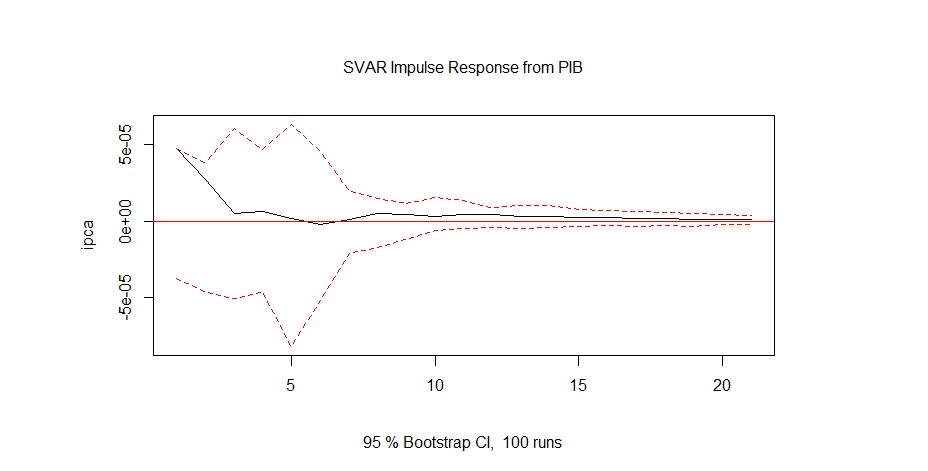 SVAR Impulse Response from PIB
ipca
5e-05
0e+00
-5e-05
5 10 15 20
95 % Bootstrap CI, 100 runs